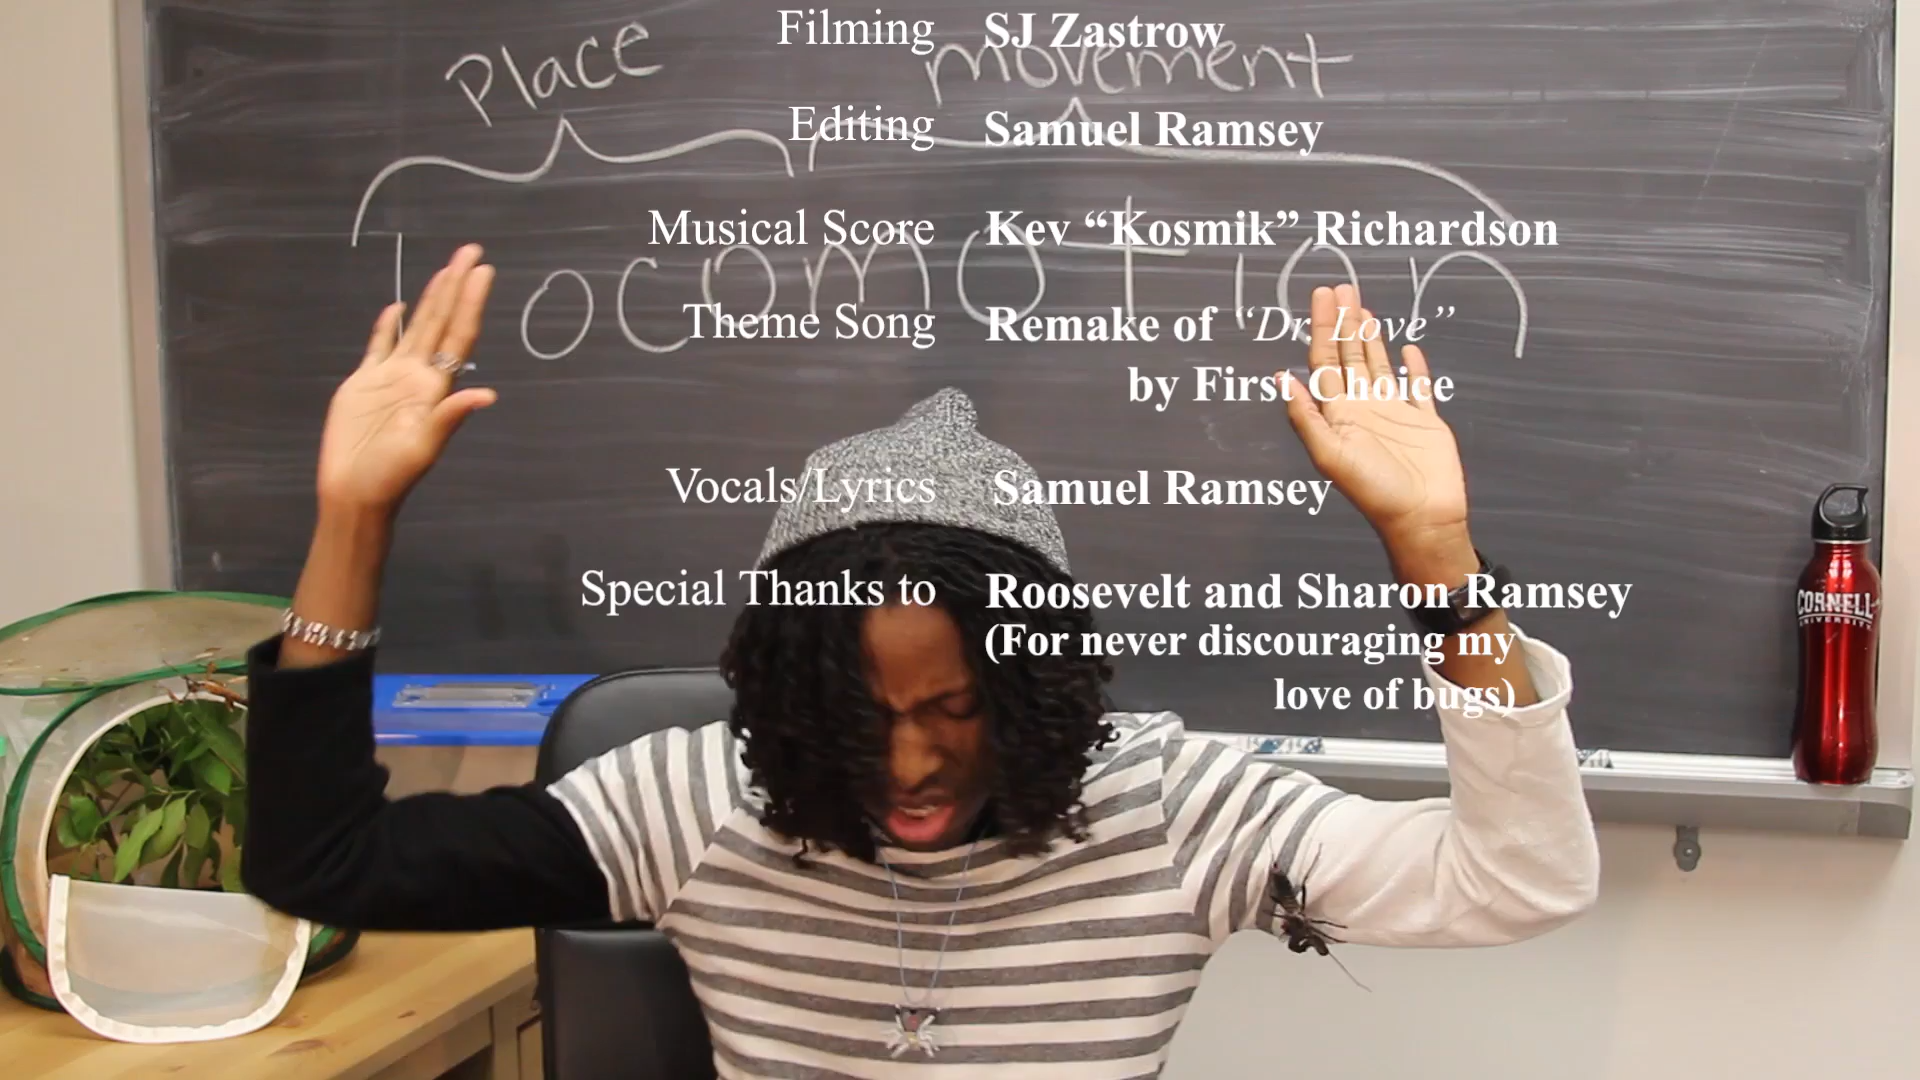 Filming SJ Zastrow
Place movement
Editing Samuel Ramsey
Musical Score Kev “Kosmik” Richardson
locomotion
Theme Song Remake of “Dr. Love”
by First Choice
Vocals/Lyrics Samuel Ramsey
Special Thanks to Roosevelt and Sharon Ramsey
(For never discouraging my
love of bugs)
CORNELL
UNIVERSITY